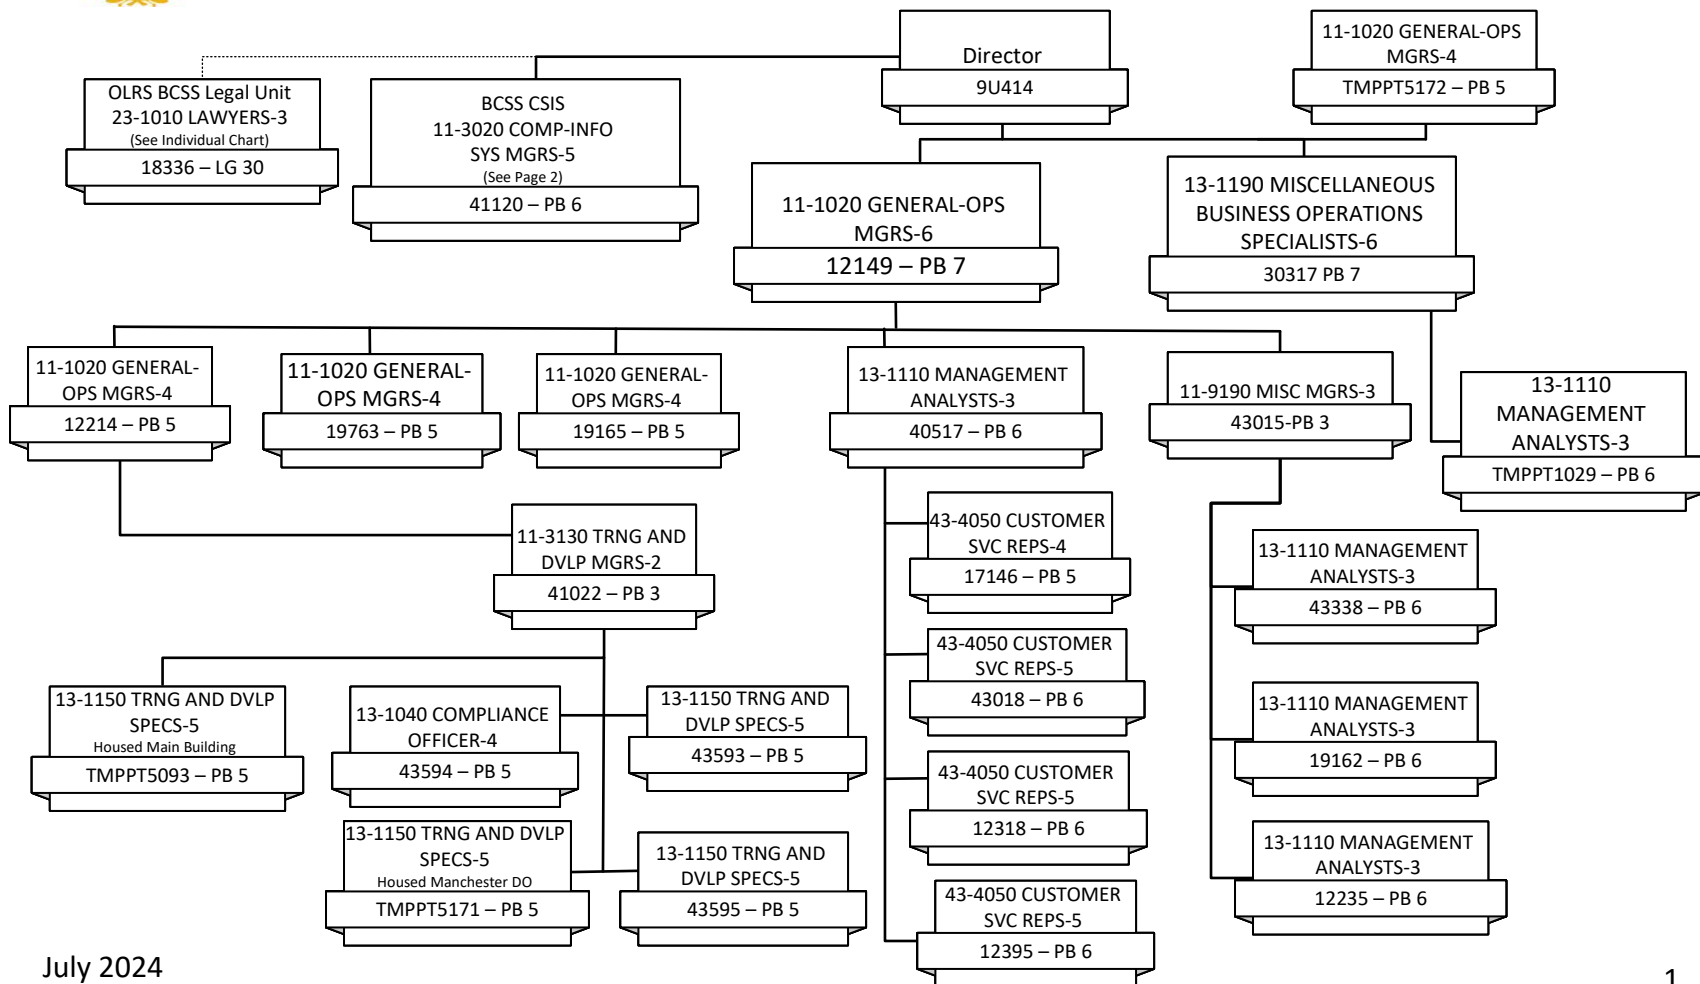 Director
9U414
11-1020 GENERAL-OPS
MGRS-4
TMPPT5172 – PB 5
OLRS BCSS Legal Unit
23-1010 LAWYERS-3
(See Individual Chart)
18336 – LG 30
BCSS CSIS
11-3020 COMP-INFO
SYS MGRS-5
(See Page 2)
41120 – PB 6
11-1020 GENERAL-OPS
MGRS-6
12149 – PB 7
13-1190 MISCELLANEOUS
BUSINESS OPERATIONS
SPECIALISTS-6
30317 PB 7
11-1020 GENERAL-
OPS MGRS-4
12214 – PB 5
11-1020 GENERAL-
OPS MGRS-4
19763 – PB 5
11-1020 GENERAL-
OPS MGRS-4
19165 – PB 5
13-1110 MANAGEMENT
ANALYSTS-3
40517 – PB 6
11-9190 MISC MGRS-3
43015-PB 3
13-1110
MANAGEMENT
ANALYSTS-3
TMPPT1029 – PB 6
11-3130 TRNG AND
DVLP MGRS-2
41022 – PB 3
43-4050 CUSTOMER
SVC REPS-4
17146 – PB 5
13-1110 MANAGEMENT
ANALYSTS-3
43338 – PB 6
43-4050 CUSTOMER
SVC REPS-5
43018 – PB 6
13-1150 TRNG AND DVLP
SPECS-5
Housed Main Building
TMPPT5093 – PB 5
13-1040 COMPLIANCE
OFFICER-4
43594 – PB 5
13-1150 TRNG AND
DVLP SPECS-5
43593 – PB 5
13-1110 MANAGEMENT
ANALYSTS-3
19162 – PB 6
43-4050 CUSTOMER
SVC REPS-5
12318 – PB 6
13-1150 TRNG AND DVLP
SPECS-5
Housed Manchester DO
TMPPT5171 – PB 5
13-1150 TRNG AND
DVLP SPECS-5
43595 – PB 5
13-1110 MANAGEMENT
ANALYSTS-3
12235 – PB 6
43-4050 CUSTOMER
SVC REPS-5
12395 – PB 6
July 2024
1